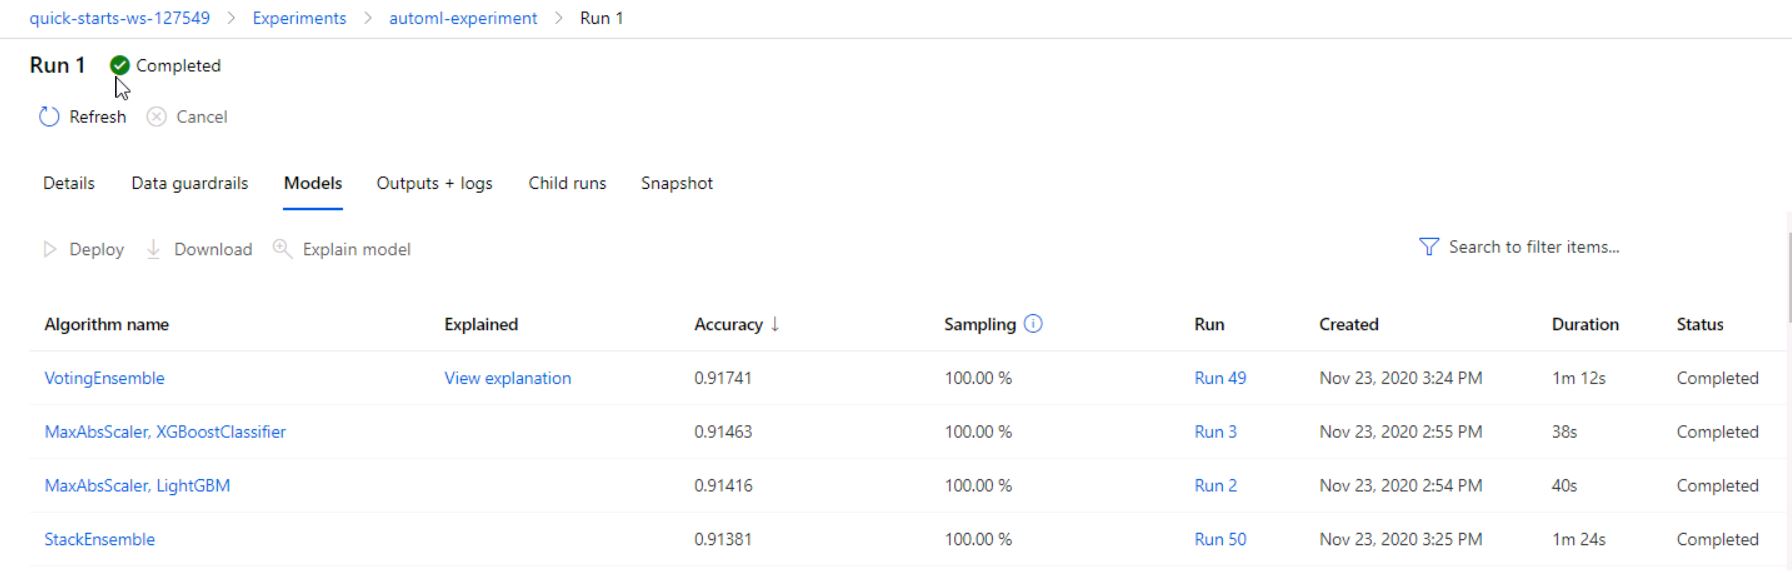 quick-starts-ws-127549 > Experiments > automl-experiment > Run 1
Run 1 Completed
Refresh Cancel
Details Data guardrails Models Outputs + logs Child runs Snapshot
Deploy Download Explain model Search to filter items...
Algorithm name Explained Accuracy ↓ Sampling Run Created Duration Status
VotingEnsemble View explanation 0.91741 100.00 % Run 49 Nov 23, 2020 3:24 PM 1m 12s Completed
MaxAbsScaler, XGBoostClassifier 0.91463 100.00 % Run 3 Nov 23, 2020 2:55 PM 38s Completed
MaxAbsScaler, LightGBM 0.91416 100.00 % Run 2 Nov 23, 2020 2:54 PM 40s Completed
StackEnsemble 0.91381 100.00 % Run 50 Nov 23, 2020 3:25 PM 1m 24s Completed